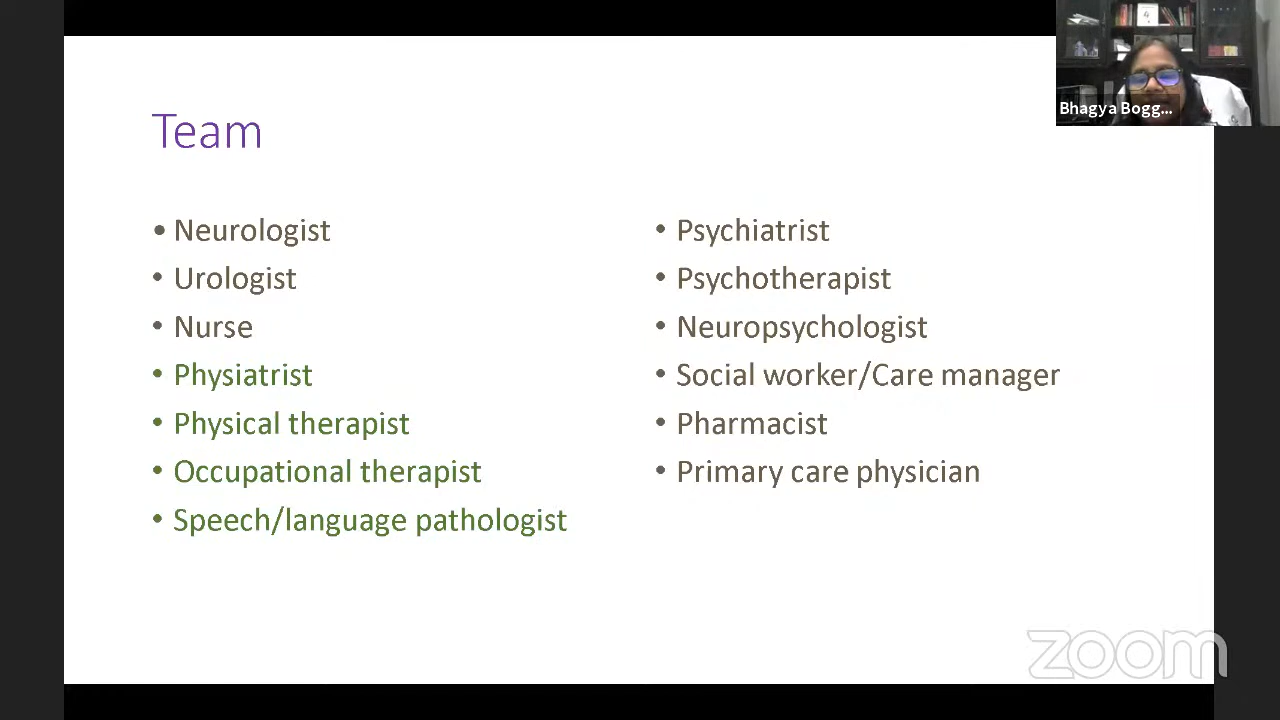 Bhagya Bogg...
Team
• Neurologist
• Urologist
• Nurse
• Physiatrist
• Physical therapist
• Occupational therapist
• Speech/language pathologist
• Psychiatrist
• Psychotherapist
• Neuropsychologist
• Social worker/Care manager
• Pharmacist
• Primary care physician
zoom